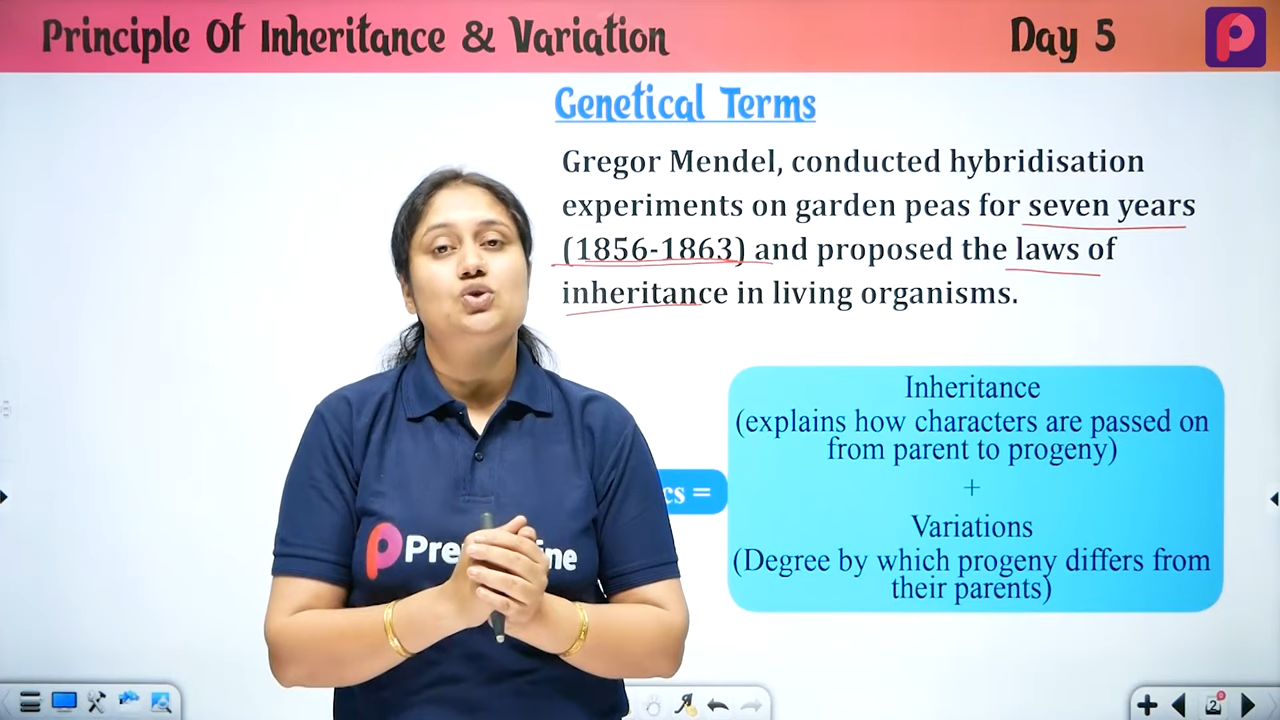 Principle Of Inheritance & Variation
Day 5
Genetical Terms
Gregor Mendel, conducted hybridisation
experiments on garden peas for seven years
(1856-1863) and proposed the laws of
inheritance in living organisms.
Inheritance
(explains how characters are passed on
from parent to progeny)
+
Variations
(Degree by which progeny differs from
their parents)
cs =
Pre ne
2